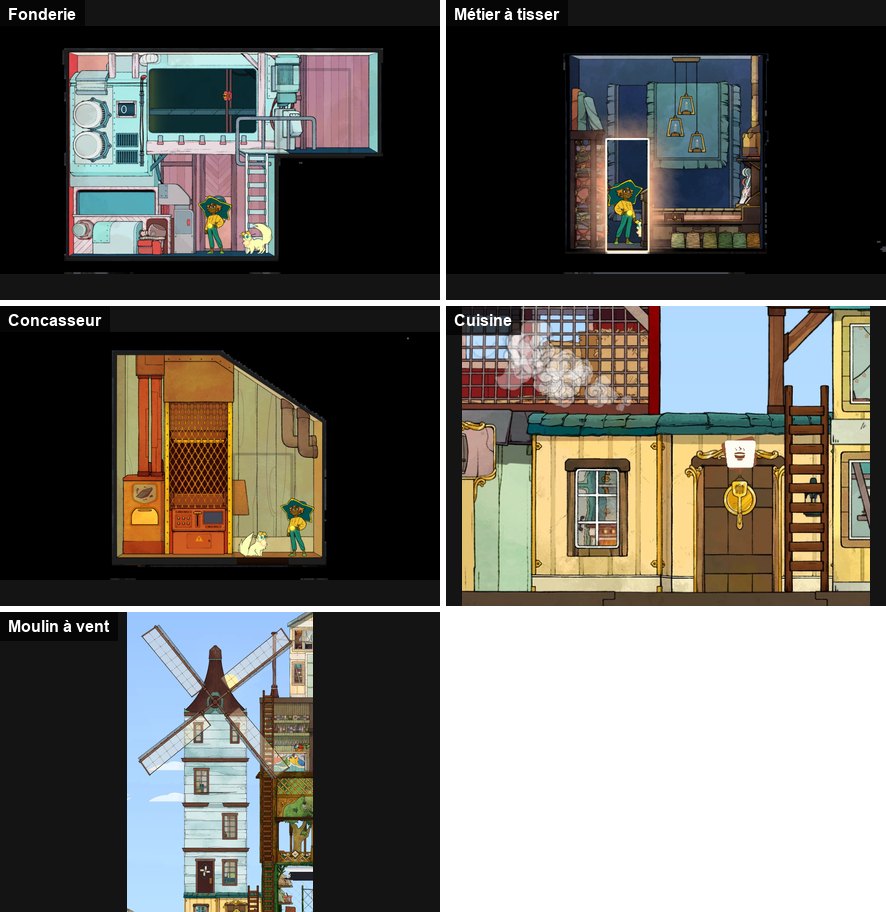 Fonderie
Métier à tisser
Concasseur
Cuisine
Moulin à vent